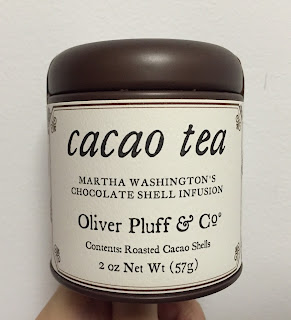 cacao tea
MARTHA WASHINGTON'S
CHOCOLATE SHELL INFUSION
Oliver Pluff & Co®
Contents: Roasted Cacao Shells
2 oz Net Wt (57g)